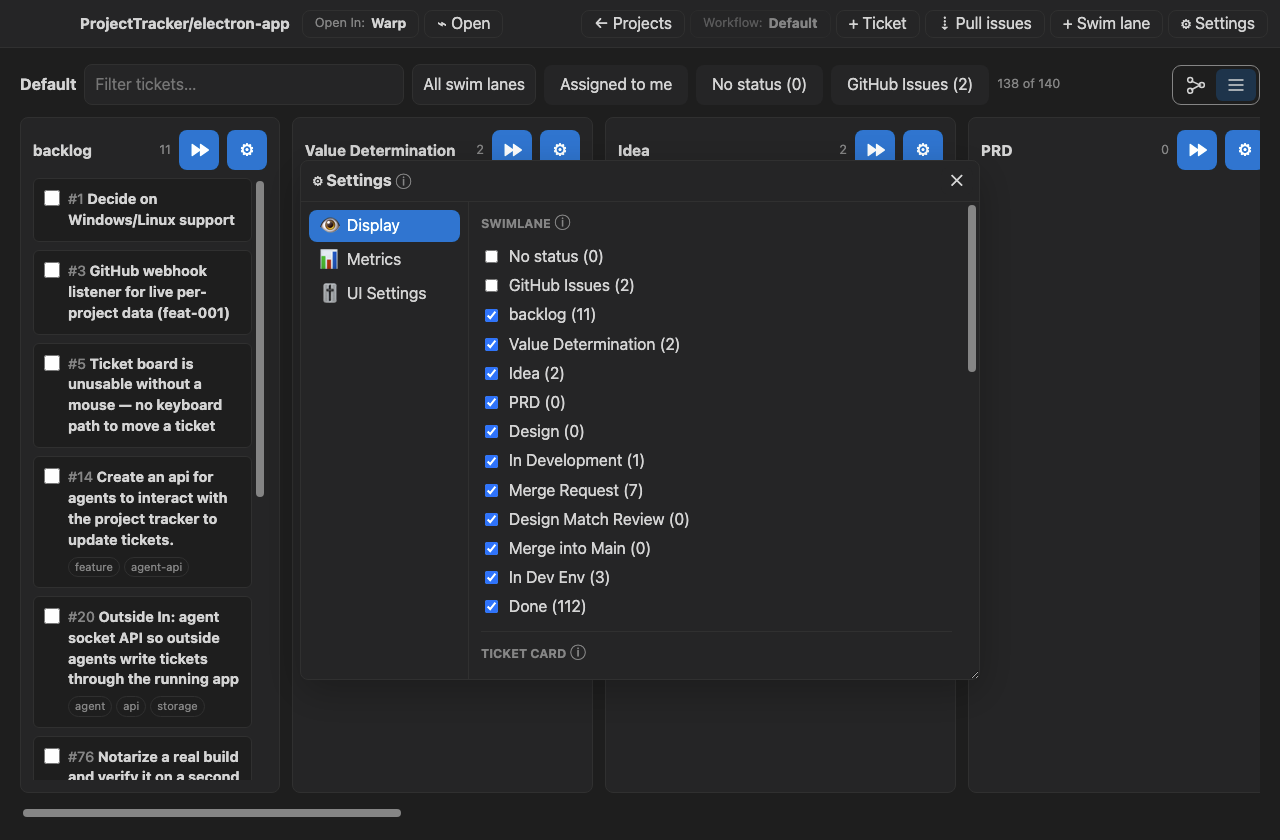 ProjectTracker/electron-app
Open In: Warp
Open
← Projects
Workflow: Default
+ Ticket
Pull issues
+ Swim lane
Settings
Default
Filter tickets...
All swim lanes
Assigned to me
No status (0)
GitHub Issues (2)
138 of 140
backlog 11
Value Determination 2
Idea 2
PRD 0
#1 Decide on
Windows/Linux support
#3 GitHub webhook
listener for live per-
project data (feat-001)
#5 Ticket board is
unusable without a
mouse — no keyboard
path to move a ticket
#14 Create an api for
agents to interact with
the project tracker to
update tickets.
feature agent-api
#20 Outside In: agent
socket API so outside
agents write tickets
through the running app
agent api storage
#76 Notarize a real build
and verify it on a second
Settings
Display
Metrics
UI Settings
SWIMLANE
No status (0)
GitHub Issues (2)
backlog (11)
Value Determination (2)
Idea (2)
PRD (0)
Design (0)
In Development (1)
Merge Request (7)
Design Match Review (0)
Merge into Main (0)
In Dev Env (3)
Done (112)
TICKET CARD